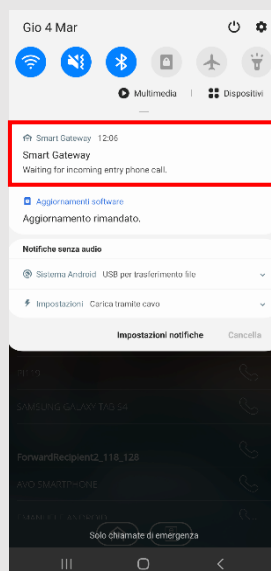 Gio 4 Mar
Multimedia | Dispositivi
Smart Gateway 12:06
Smart Gateway
Waiting for incoming entry phone call.
Aggiornamenti software
Aggiornamento rimandato.
Notifiche senza audio
Sistema Android USB per trasferimento file
Impostazioni Carica tramite cavo
Impostazioni notifiche Cancella
SAMSUNG GALAXY TAB SA
ForwardRecipient2_118_128
AVO SMARTPHONE
Solo chiamate di emergenza